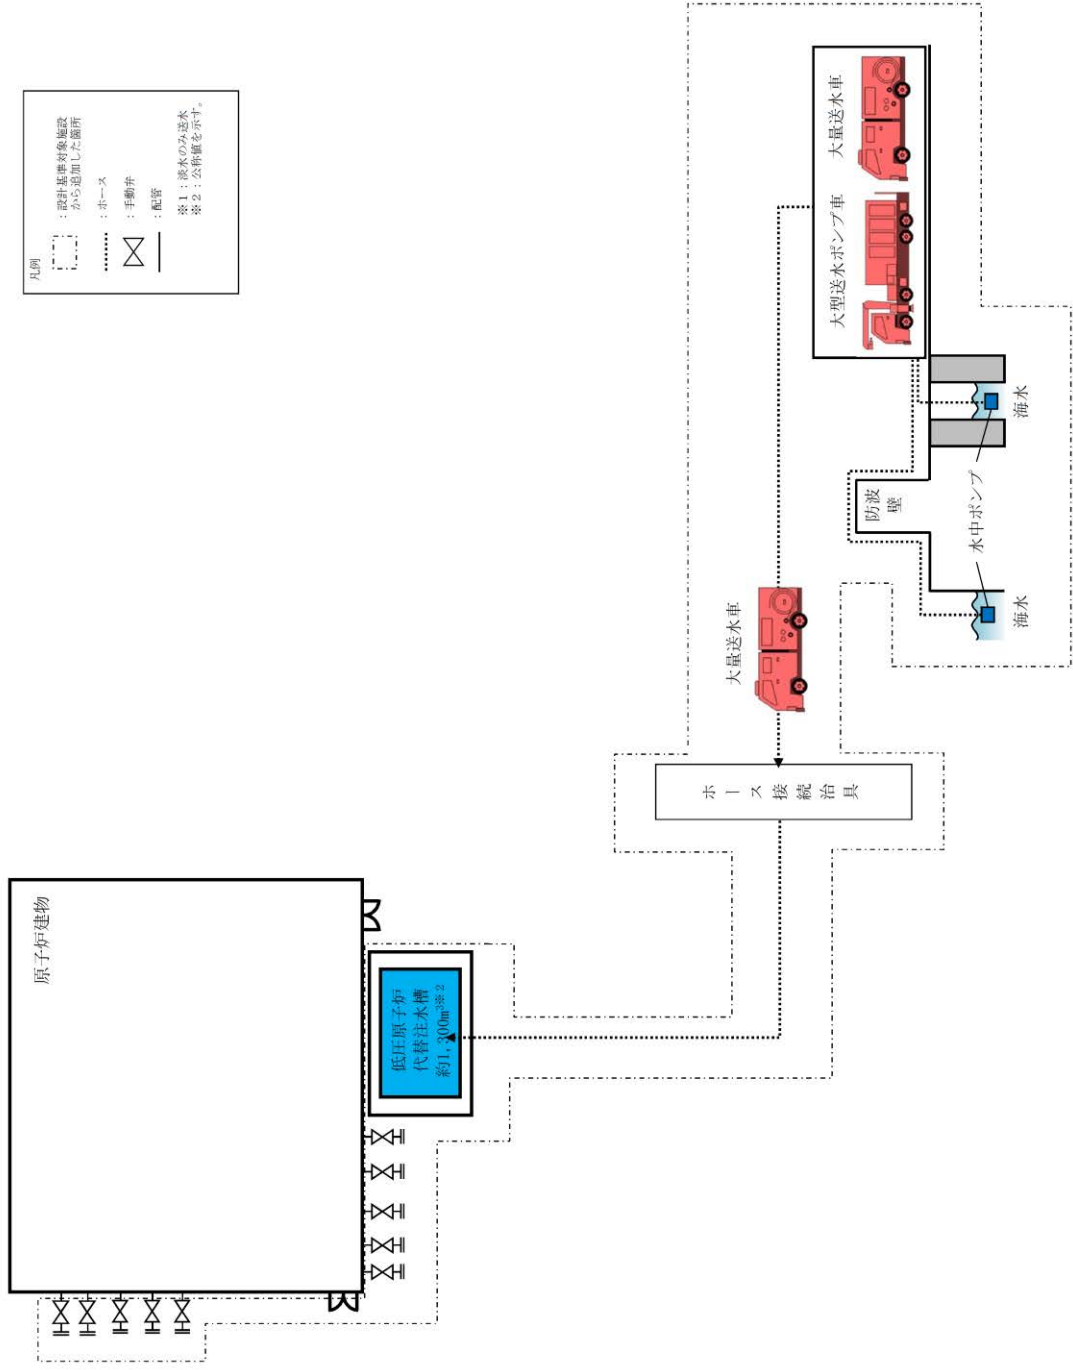 凡例
：設計基準対象施設
から追加した箇所
：ホース
：手動弁
：配管
※１：淡水のみ送水
※２：公称値を示す。
原子炉建物
低圧原子炉
代替注水槽
約1,300m³※２
ホース接続治具
大量送水車
大型送水ポンプ車
大量送水車
防波
壁
水中ポンプ
海水
海水